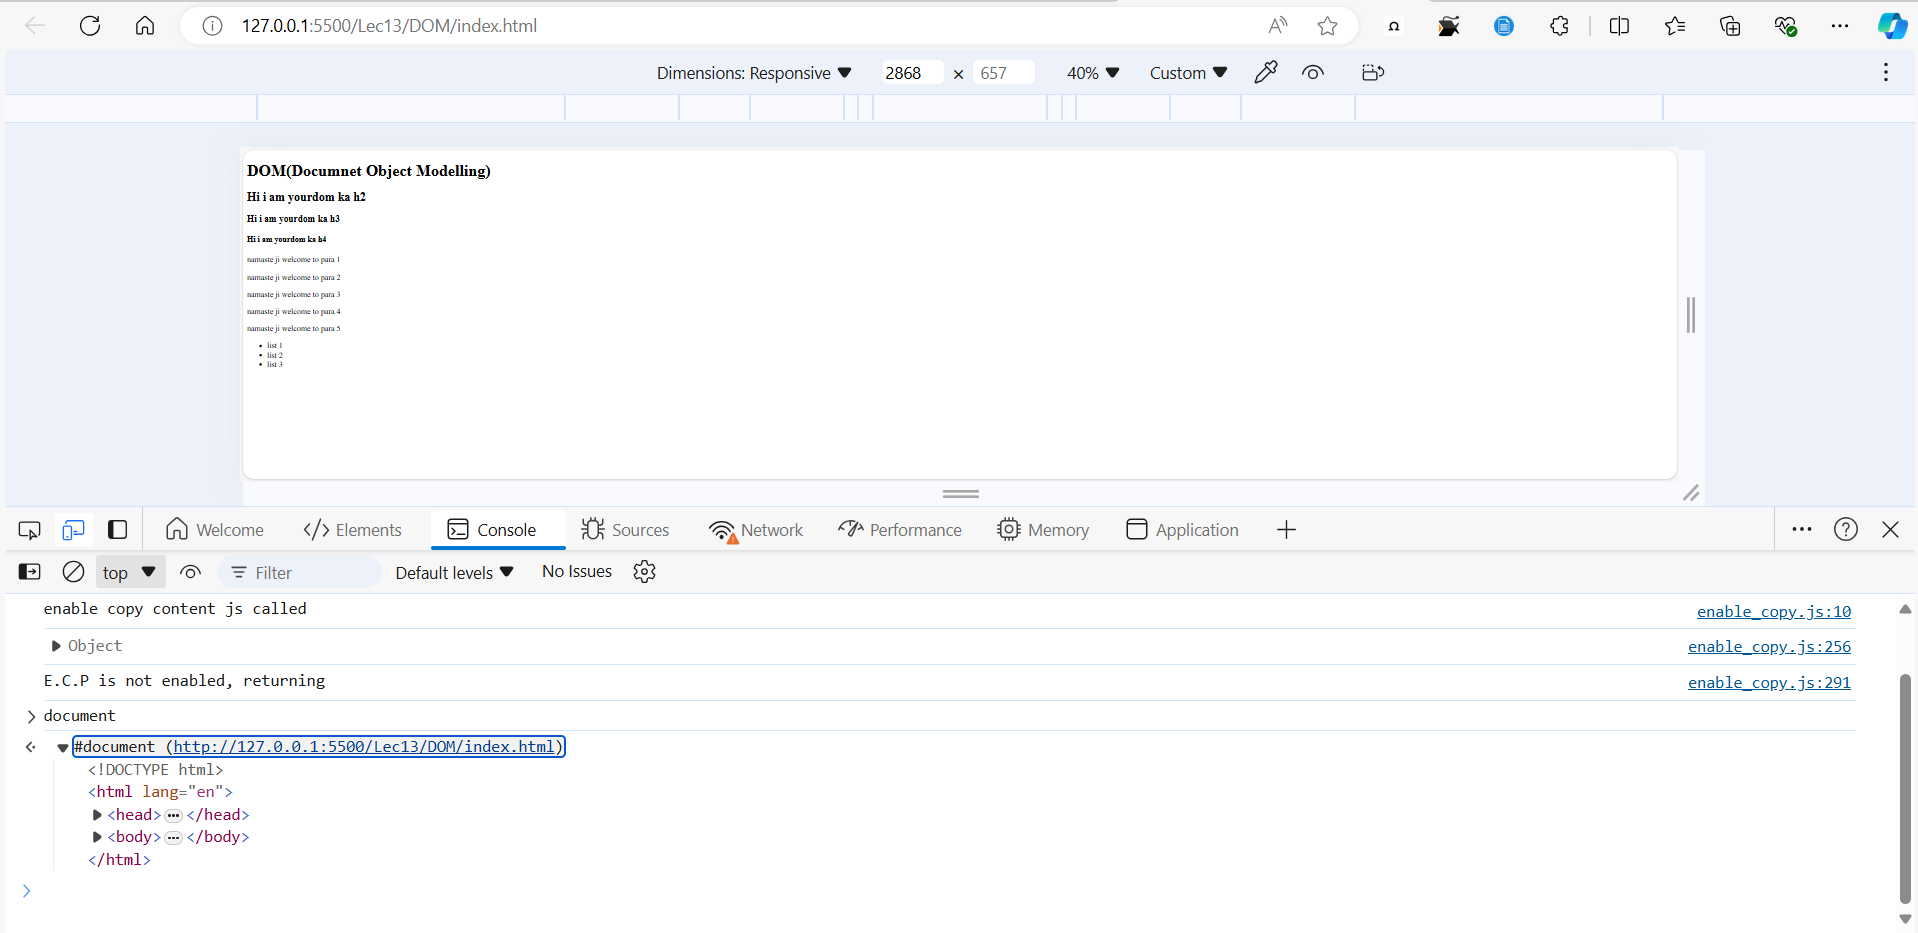 127.0.0.1:5500/Lec13/DOM/index.html
Dimensions: Responsive 2868 × 657 40% Custom
DOM(Documnet Object Modelling)
Hi i am yourdom ka h2
Hi i am yourdom ka h3
Hi i am yourdom ka h4
namaste ji welcome to para 1
namaste ji welcome to para 2
namaste ji welcome to para 3
namaste ji welcome to para 4
namaste ji welcome to para 5
list 1
list 2
list 3
Welcome </> Elements Console Sources Network Performance Memory Application
top Filter Default levels No Issues
enable copy content js called enable_copy.js:10
Object enable_copy.js:256
E.C.P is not enabled, returning enable_copy.js:291
document
#document (http://127.0.0.1:5500/Lec13/DOM/index.html)
<!DOCTYPE html>
<html lang="en">
<head>…</head>
<body>…</body>
</html>